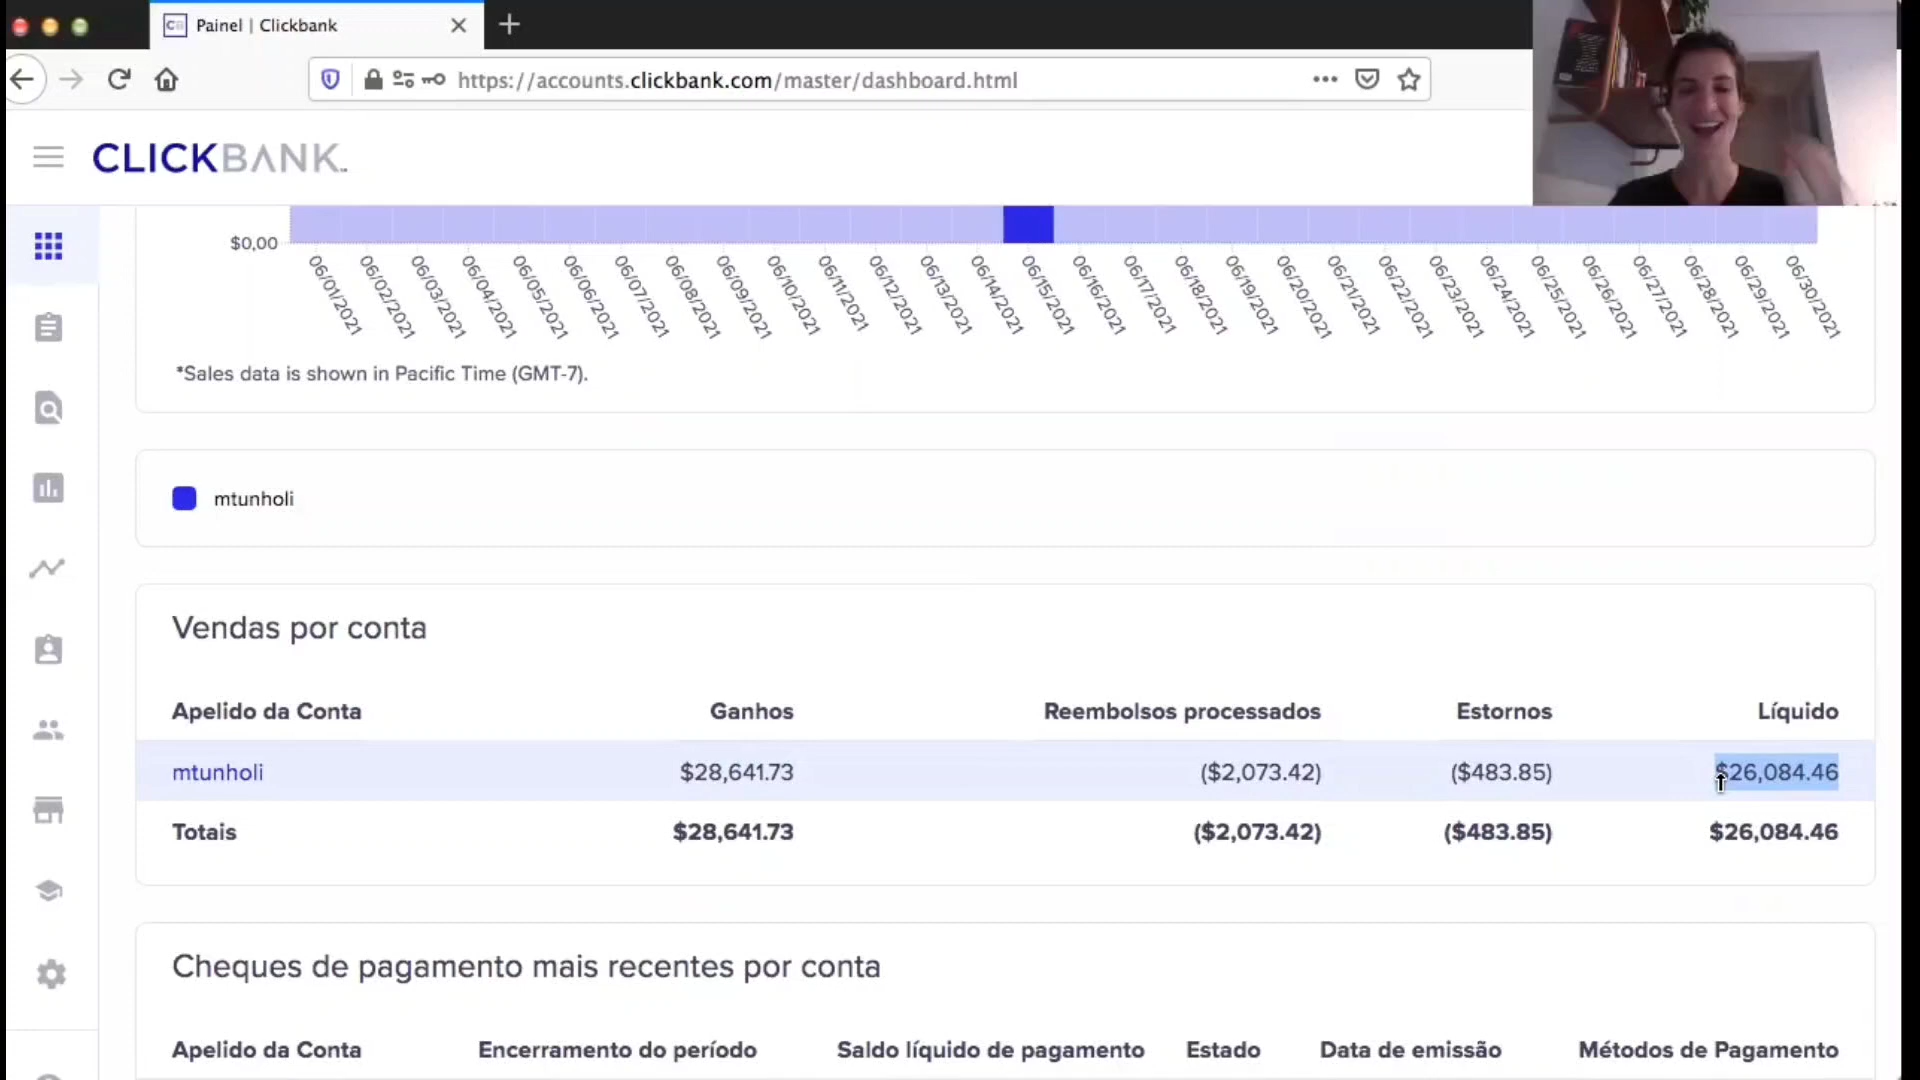 Painel | Clickbank
https://accounts.clickbank.com/master/dashboard.html
CLICKBANK
$0,00
06/01/2021 06/02/2021 06/03/2021 06/04/2021 06/05/2021 06/06/2021 06/07/2021 06/08/2021 06/09/2021 06/10/2021 06/11/2021 06/12/2021 06/13/2021 06/14/2021 06/15/2021 06/16/2021 06/17/2021 06/18/2021 06/19/2021 06/20/2021 06/21/2021 06/22/2021 06/23/2021 06/24/2021 06/25/2021 06/26/2021 06/27/2021 06/28/2021 06/29/2021 06/30/2021
*Sales data is shown in Pacific Time (GMT-7).
mtunholi
Vendas por conta
Apelido da Conta Ganhos Reembolsos processados Estornos Líquido
mtunholi $28,641.73 ($2,073.42) ($483.85) $26,084.46
Totais $28,641.73 ($2,073.42) ($483.85) $26,084.46
Cheques de pagamento mais recentes por conta
Apelido da Conta Encerramento do período Saldo líquido de pagamento Estado Data de emissão Métodos de Pagamento